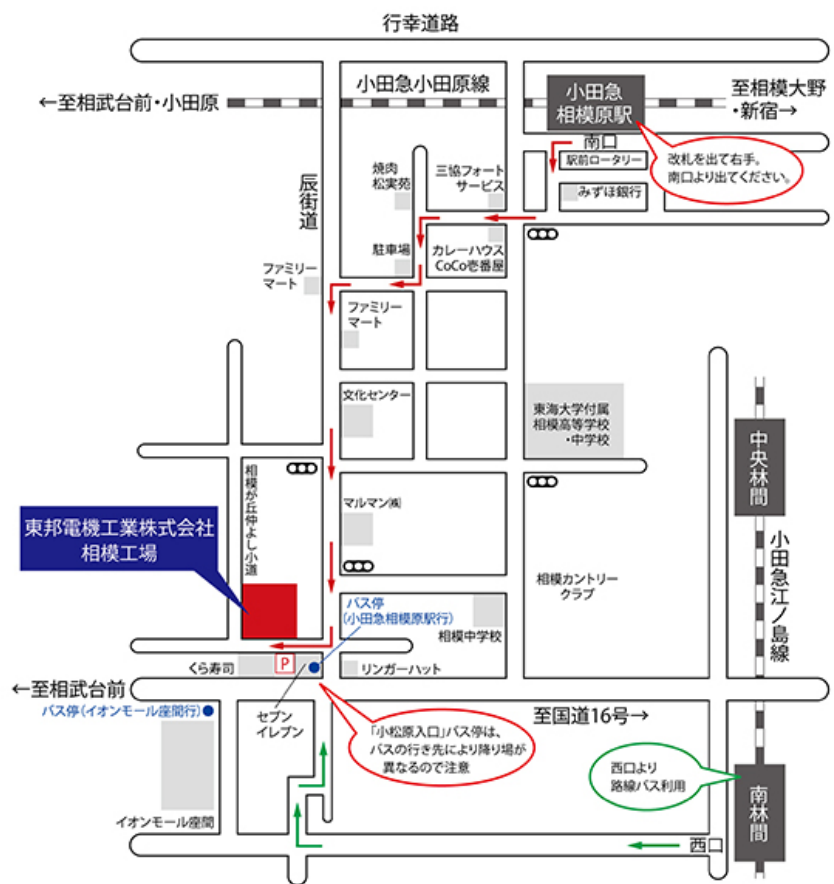 行幸道路
小田急小田原線
←至相武台前・小田原
小田急
相模原駅
至相模大野
・新宿→
南口
駅前ロータリー
改札を出て右手。
南口より出てください。
みずほ銀行
焼肉
松実苑
三協フォート
サービス
辰街道
駐車場
カレーハウス
CoCo壱番屋
ファミリー
マート
ファミリー
マート
文化センター
東海大学付属
相模高等学校
・中学校
中央林間
相模が丘仲よし小道
マルマン㈱
東邦電機工業株式会社
相模工場
小田急江ノ島線
相模カントリー
クラブ
バス停
(小田急相模原駅行)
相模中学校
くら寿司
P
リンガーハット
←至相武台前
バス停(イオンモール座間行)
セブン
イレブン
至国道16号→
「小松原入口」バス停は、
バスの行き先により降り場が
異なるので注意
西口より
路線バス利用
南林間
イオンモール座間
西口